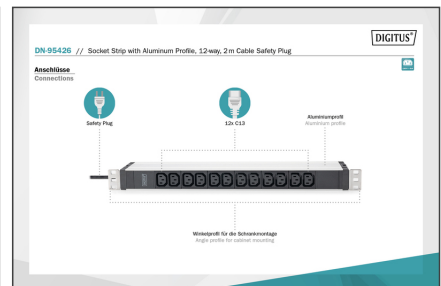 DIGITUS®
DN-95426 // Socket Strip with Aluminum Profile, 12-way, 2 m Cable Safety Plug
Anschlüsse
Connections
Safety Plug
12x C13
Aluminiumprofil
Aluminium profile
Winkelprofil für die Schrankmontage
Angle profile for cabinet mounting